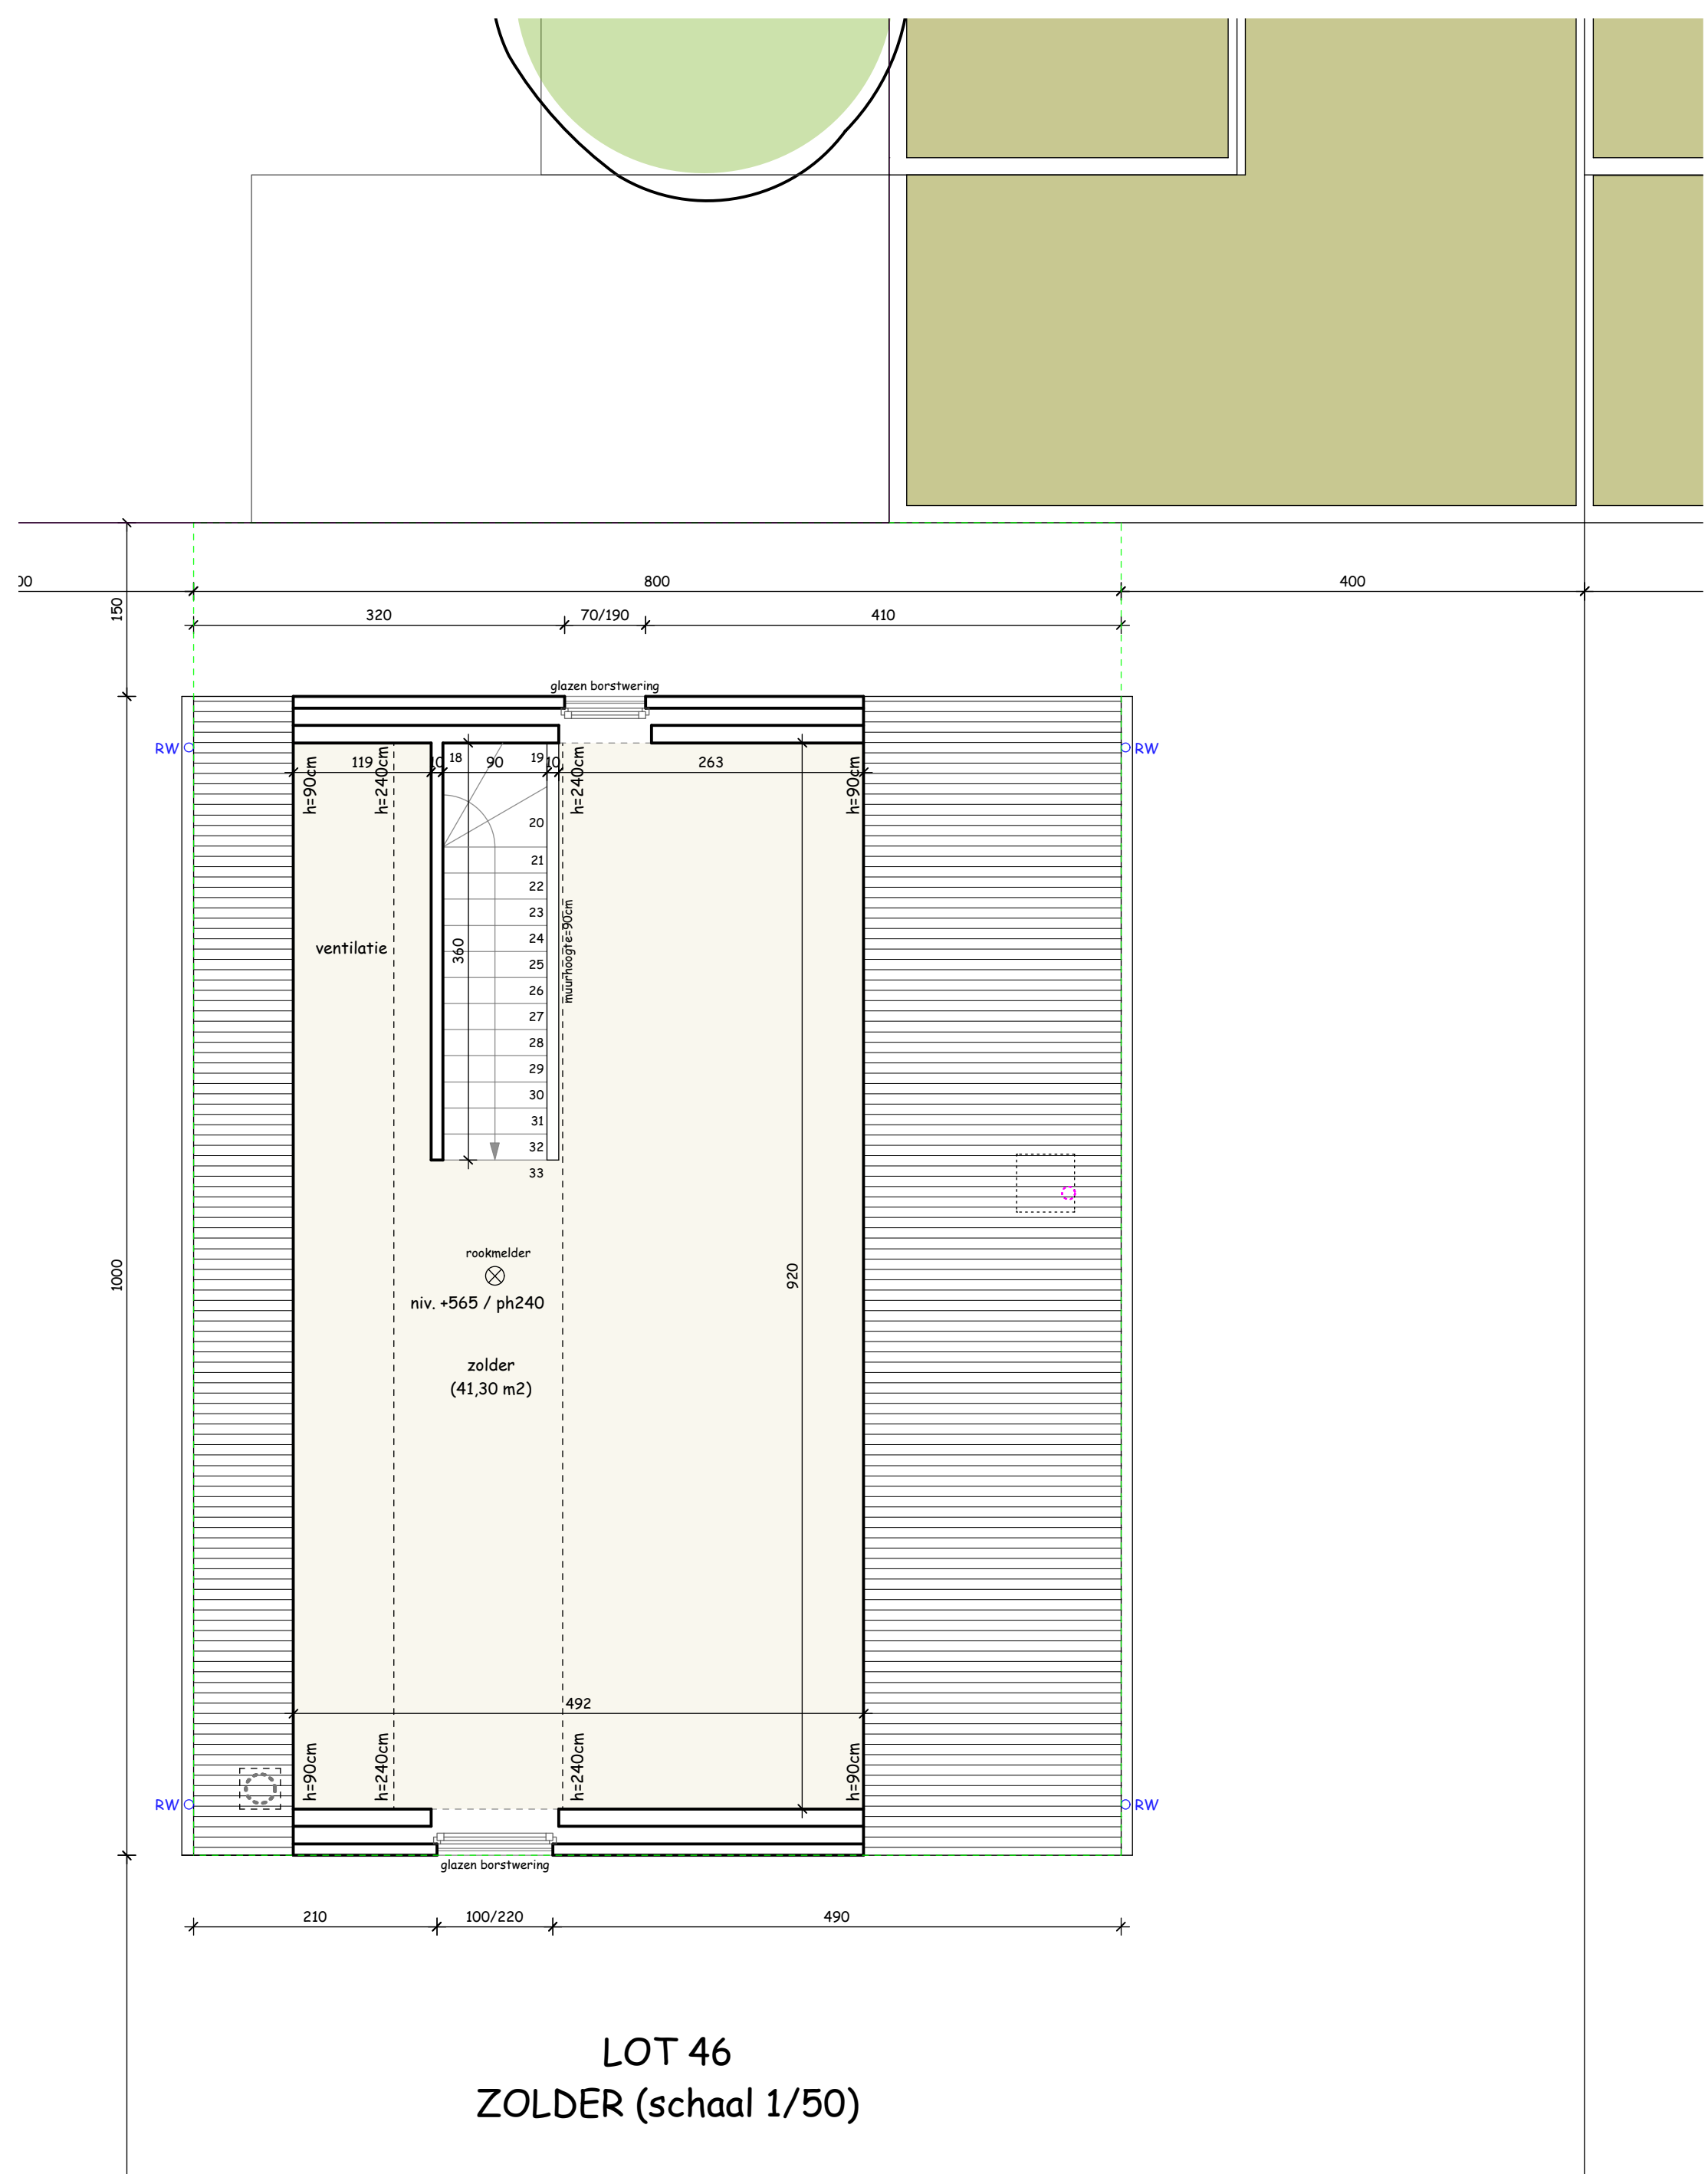 00
800
400
150
320
70/190
410
glazen borstwering
RW
RW
h=90cm
119
h=240cm
10
18
90
19
10
h=240cm
263
h=90cm
20
21
22
23
24
25
26
27
28
29
30
31
32
33
ventilatie
360
muurhoogte=90cm
rookmelder
niv. +565 / ph240
1000
920
zolder
(41,30 m2)
492
h=90cm
h=240cm
h=240cm
h=90cm
RW
RW
glazen borstwering
210
100/220
490
LOT 46
ZOLDER (schaal 1/50)